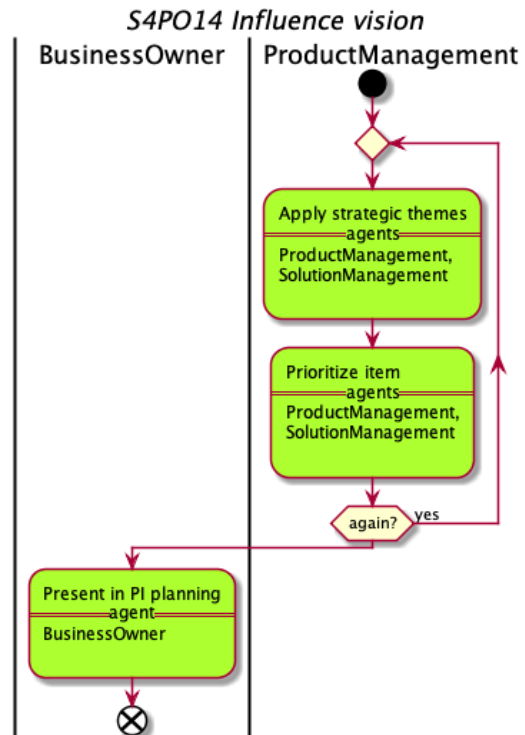 S4PO14 Influence vision
BusinessOwner
ProductManagement
Apply strategic themes
agents
ProductManagement,
SolutionManagement
Prioritize item
agents
ProductManagement,
SolutionManagement
again?
yes
Present in PI planning
agent
BusinessOwner